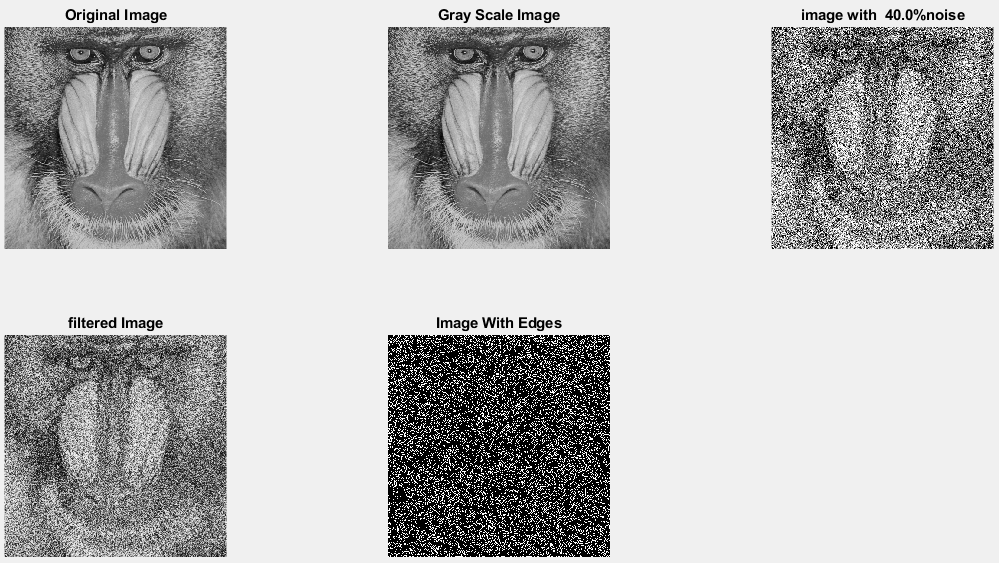 Original Image
Gray Scale Image
image with  40.0%noise
filtered Image
Image With Edges